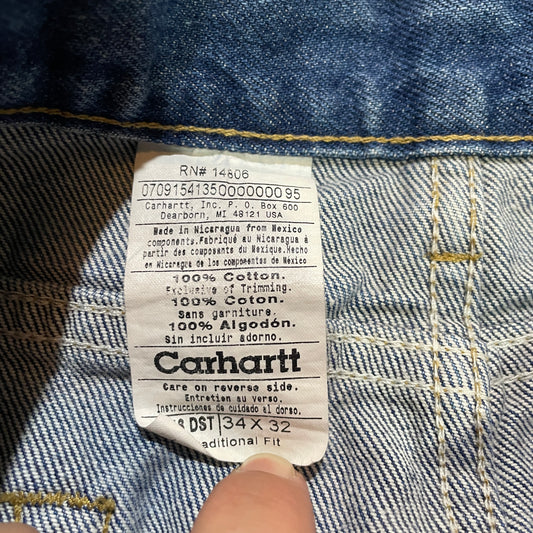 RN# 14806
07091541350000000095
Carhartt, Inc. P. O. Box 600
Dearborn, MI 48121 USA
Made in Nicaragua from Mexico
components.Fabriqué au Nicaragua à
partir des composants du Mexique.Hecho
en Nicaragua de los componentes de Mexico
100% Cotton.
Exclusive of Trimming.
100% Coton.
Sans garniture.
100% Algodón.
Sin incluir adorno.
Carhartt
Care on reverse side.
Entretien au verso.
Instrucciones de cuidado al dorso.
DST 34 X 32
aditional Fit